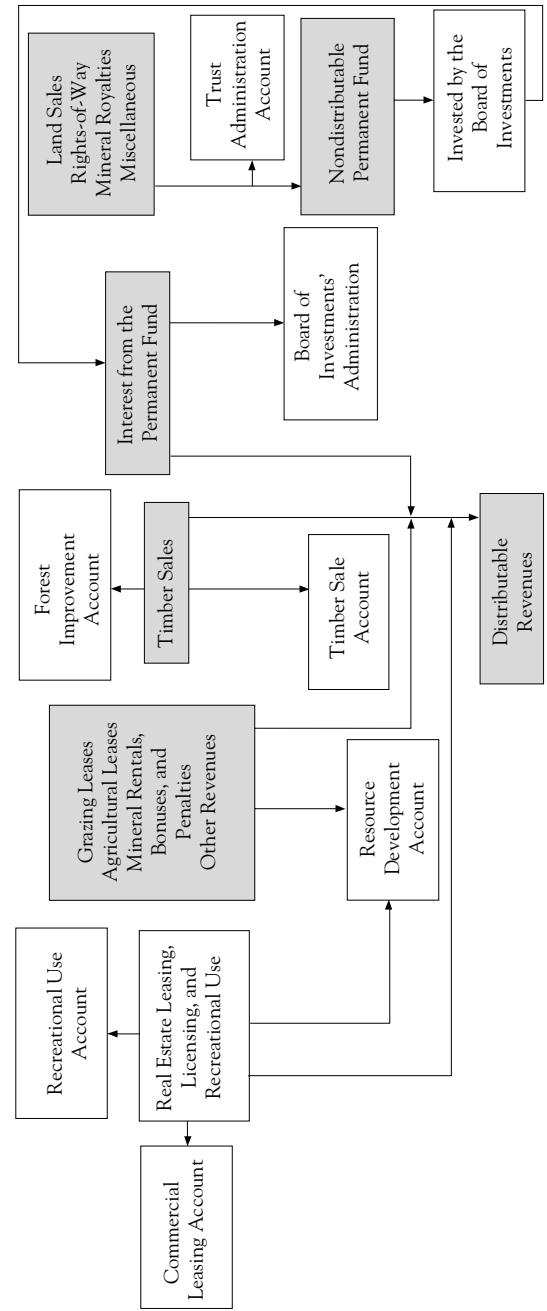 Recreational Use
Account
Commercial
Leasing Account
Real Estate Leasing,
Licensing, and
Recreational Use
Grazing Leases
Agricultural Leases
Mineral Rentals,
Bonuses, and
Penalties
Other Revenues
Resource
Development
Account
Forest
Improvement
Account
Timber Sales
Timber Sale
Account
Distributable
Revenues
Interest from the
Permanent Fund
Board of
Investments’
Administration
Land Sales
Rights-of-Way
Mineral Royalties
Miscellaneous
Trust
Administration
Account
Nondistributable
Permanent Fund
Invested by the
Board of
Investments